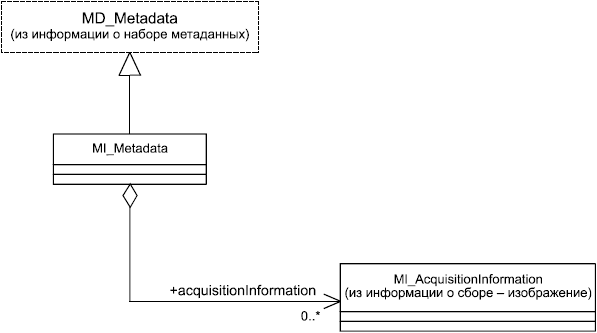 MD_Metadata
(из информации о наборе метаданных)
MI_Metadata
+acquisitionInformation
0..*
MI_AcquisitionInformation
(из информации о сборе – изображение)